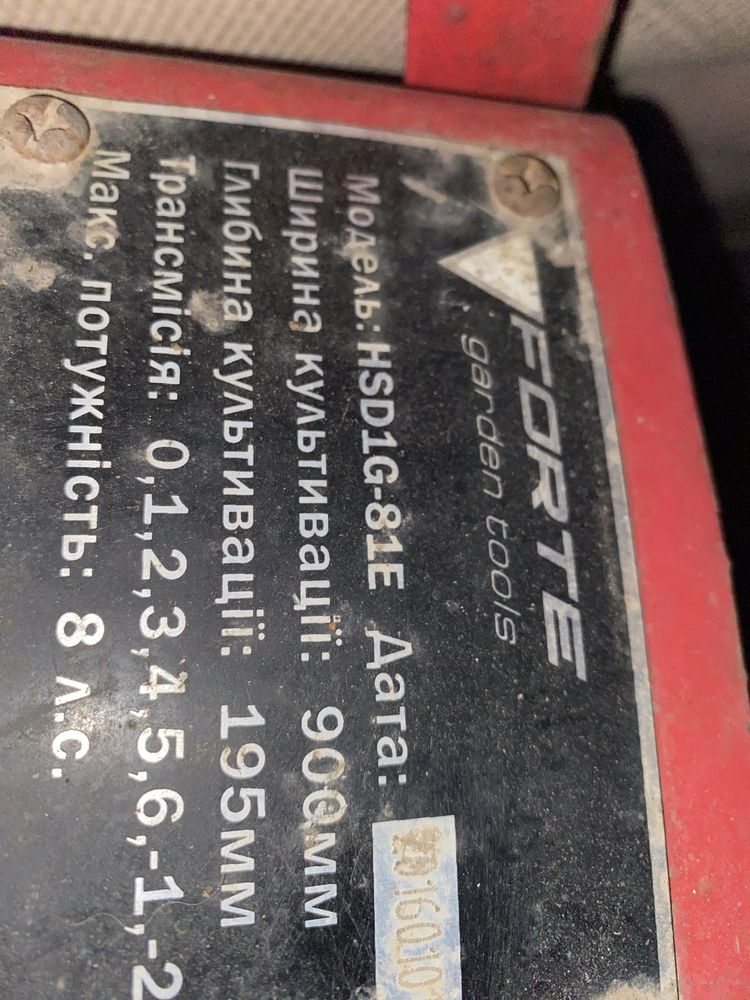 FORTE
garden tools
Модель: HSD1G-81E Дата:
Ширина культивації: 900мм
Глибина культивації: 195мм
Трансмісія: 0,1,2,3,4,5,6,-1,-2
Макс. потужність: 8 л.с.